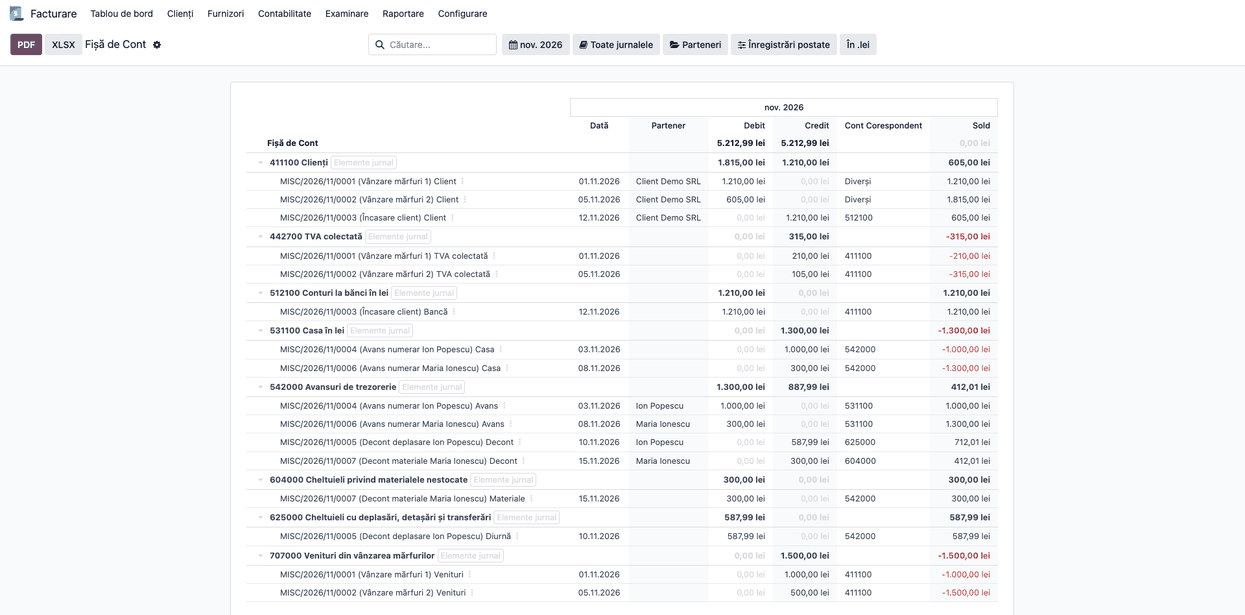 Facturare Tablou de bord Clienți Furnizori Contabilitate Examinare Raportare Configurare
PDF XLSX Fișă de Cont Căutare... nov. 2026 Toate jurnalele Parteneri Înregistrări postate În .lei
nov. 2026
Dată Partener Debit Credit Cont Corespondent Sold
Fișă de Cont 5.212,99 lei 5.212,99 lei 0,00 lei
411100 Clienți Elemente jurnal 1.815,00 lei 1.210,00 lei 605,00 lei
MISC/2026/11/0001 (Vânzare mărfuri 1) Client 01.11.2026 Client Demo SRL 1.210,00 lei 0,00 lei Diverși 1.210,00 lei
MISC/2026/11/0002 (Vânzare mărfuri 2) Client 05.11.2026 Client Demo SRL 605,00 lei 0,00 lei Diverși 1.815,00 lei
MISC/2026/11/0003 (Încasare client) Client 12.11.2026 Client Demo SRL 0,00 lei 1.210,00 lei 512100 605,00 lei
442700 TVA colectată Elemente jurnal 0,00 lei 315,00 lei -315,00 lei
MISC/2026/11/0001 (Vânzare mărfuri 1) TVA colectată 01.11.2026 0,00 lei 210,00 lei 411100 -210,00 lei
MISC/2026/11/0002 (Vânzare mărfuri 2) TVA colectată 05.11.2026 0,00 lei 105,00 lei 411100 -315,00 lei
512100 Conturi la bănci în lei Elemente jurnal 1.210,00 lei 0,00 lei 1.210,00 lei
MISC/2026/11/0003 (Încasare client) Bancă 12.11.2026 1.210,00 lei 0,00 lei 411100 1.210,00 lei
531100 Casa în lei Elemente jurnal 0,00 lei 1.300,00 lei -1.300,00 lei
MISC/2026/11/0004 (Avans numerar Ion Popescu) Casa 03.11.2026 0,00 lei 1.000,00 lei 542000 -1.000,00 lei
MISC/2026/11/0006 (Avans numerar Maria Ionescu) Casa 08.11.2026 0,00 lei 300,00 lei 542000 -1.300,00 lei
542000 Avansuri de trezorerie Elemente jurnal 1.300,00 lei 887,99 lei 412,01 lei
MISC/2026/11/0004 (Avans numerar Ion Popescu) Avans 03.11.2026 Ion Popescu 1.000,00 lei 0,00 lei 531100 1.000,00 lei
MISC/2026/11/0006 (Avans numerar Maria Ionescu) Avans 08.11.2026 Maria Ionescu 300,00 lei 0,00 lei 531100 1.300,00 lei
MISC/2026/11/0005 (Decont deplasare Ion Popescu) Decont 10.11.2026 Ion Popescu 0,00 lei 587,99 lei 625000 712,01 lei
MISC/2026/11/0007 (Decont materiale Maria Ionescu) Decont 15.11.2026 Maria Ionescu 0,00 lei 300,00 lei 604000 412,01 lei
604000 Cheltuieli privind materialele nestocate Elemente jurnal 300,00 lei 0,00 lei 300,00 lei
MISC/2026/11/0007 (Decont materiale Maria Ionescu) Materiale 15.11.2026 300,00 lei 0,00 lei 542000 300,00 lei
625000 Cheltuieli cu deplasări, detașări și transferări Elemente jurnal 587,99 lei 0,00 lei 587,99 lei
MISC/2026/11/0005 (Decont deplasare Ion Popescu) Diurnă 10.11.2026 587,99 lei 0,00 lei 542000 587,99 lei
707000 Venituri din vânzarea mărfurilor Elemente jurnal 0,00 lei 1.500,00 lei -1.500,00 lei
MISC/2026/11/0001 (Vânzare mărfuri 1) Venituri 01.11.2026 0,00 lei 1.000,00 lei 411100 -1.000,00 lei
MISC/2026/11/0002 (Vânzare mărfuri 2) Venituri 05.11.2026 0,00 lei 500,00 lei 411100 -1.500,00 lei